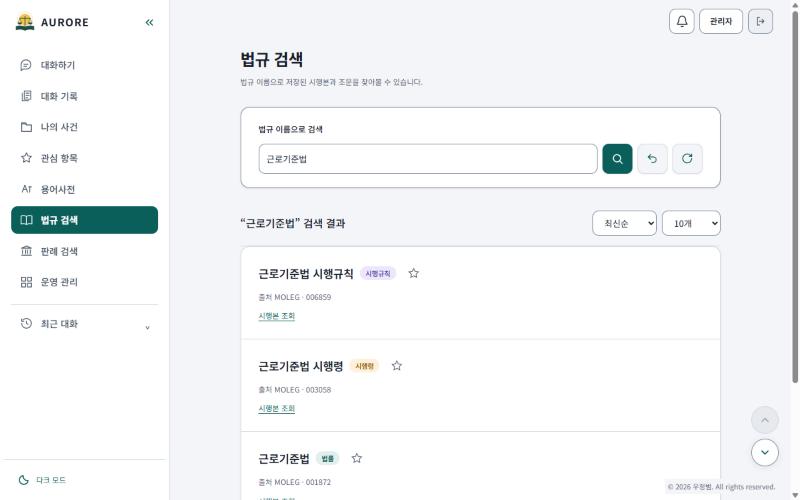 AURORE
관리자
대화하기
대화 기록
나의 사건
관심 항목
용어사전
법규 검색
판례 검색
운영 관리
최근 대화
다크 모드
법규 검색
법규 이름으로 저장된 시행본과 조문을 찾아볼 수 있습니다.
법규 이름으로 검색
근로기준법
“근로기준법” 검색 결과
최신순
10개
근로기준법 시행규칙 시행규칙
출처 MOLEG · 006859
시행본 조회
근로기준법 시행령 시행령
출처 MOLEG · 003058
시행본 조회
근로기준법 법률
출처 MOLEG · 001872
© 2026 우정범. All rights reserved.